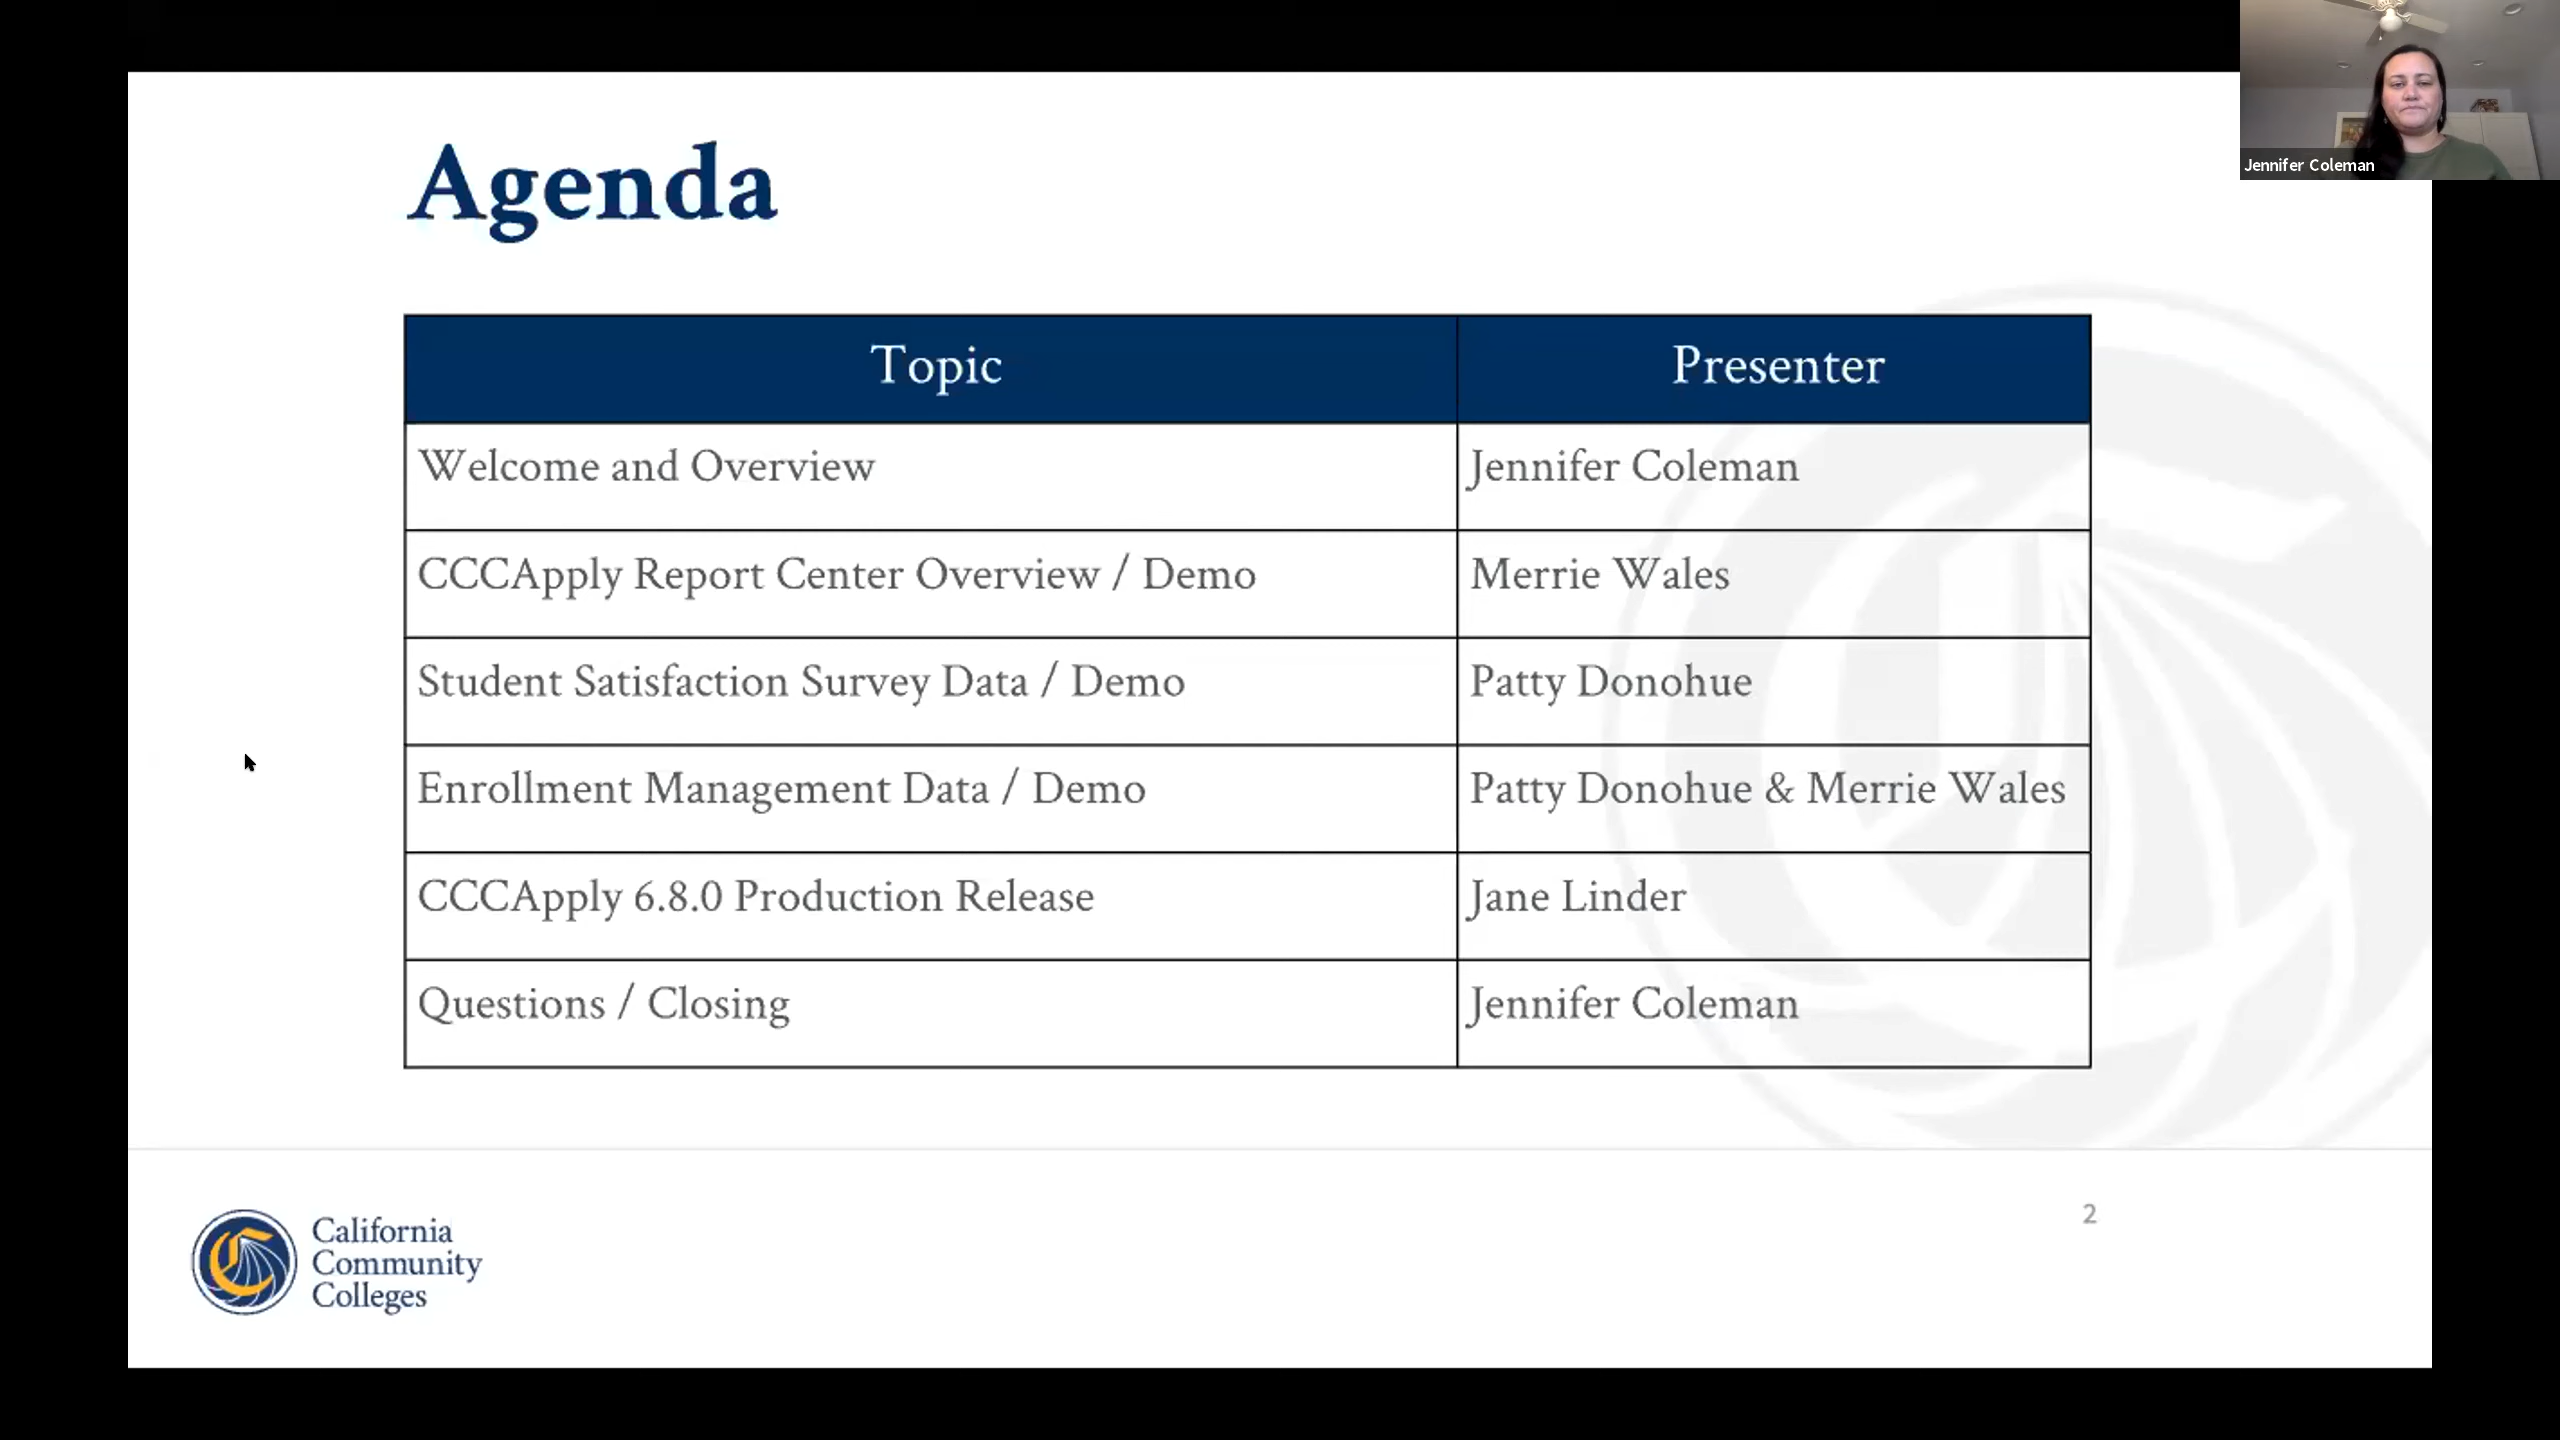 Agenda
Topic Presenter
Welcome and Overview Jennifer Coleman
CCCApply Report Center Overview / Demo Merrie Wales
Student Satisfaction Survey Data / Demo Patty Donohue
Enrollment Management Data / Demo Patty Donohue & Merrie Wales
CCCApply 6.8.0 Production Release Jane Linder
Questions / Closing Jennifer Coleman
California
Community
Colleges
2
Jennifer Coleman